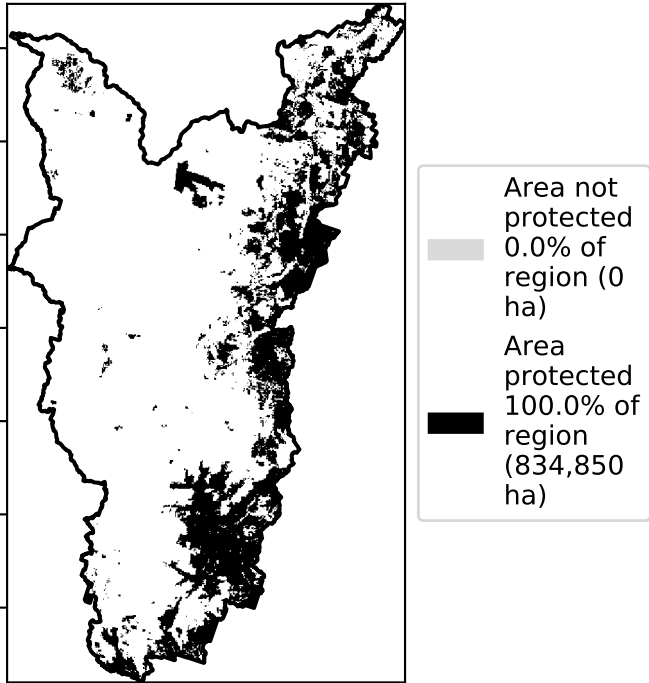 Area not
protected
0.0% of
region (0
ha)
Area
protected
100.0% of
region
(834,850
ha)